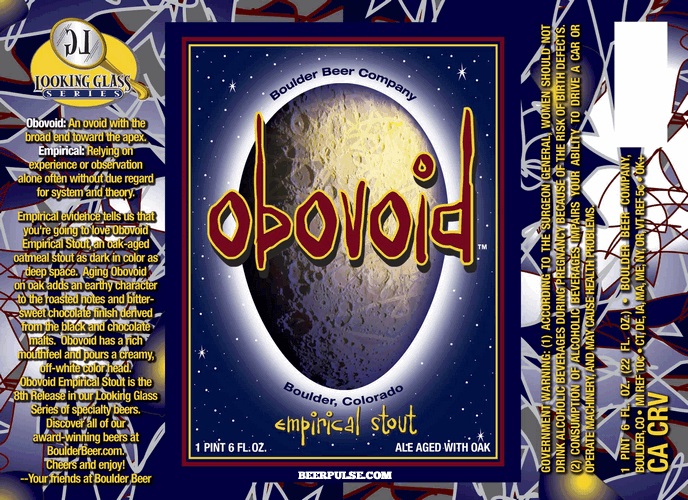 LOOKING GLASS
SERIES
Obovoid: An ovoid with the
broad end toward the apex.
Empirical: Relying on
experience or observation
alone often without due regard
for system and theory.
Empirical evidence tells us that
you're going to love Obovoid
Empirical Stout, an oak-aged
oatmeal stout as dark in color as
deep space. Aging Obovoid
on oak adds an earthy character
to the roasted notes and bitter-
sweet chocolate finish derived
from the black and chocolate
malts. Obovoid has a rich
mouthfeel and pours a creamy,
off-white color head.
Obovoid Empirical Stout is the
8th Release in our Looking Glass
Series of specialty beers.
Discover all of our
award-winning beers at
BoulderBeer.com.
Cheers and enjoy!
--Your friends at Boulder Beer
Boulder Beer Company
obovoid™
Boulder, Colorado
empirical stout
1 PINT 6 FL. OZ.
ALE AGED WITH OAK
BEERPULSE.COM
GOVERNMENT WARNING: (1) ACCORDING TO THE SURGEON GENERAL, WOMEN SHOULD NOT
DRINK ALCOHOLIC BEVERAGES DURING PREGNANCY BECAUSE OF THE RISK OF BIRTH DEFECTS.
(2) CONSUMPTION OF ALCOHOLIC BEVERAGES IMPAIRS YOUR ABILITY TO DRIVE A CAR OR
OPERATE MACHINERY AND MAY CAUSE HEALTH PROBLEMS
1 PINT 6 FL OZ., (22 FL. OZ.) • BOULDER BEER COMPANY,
BOULDER, CO • MI REF 10c • CT, DE, IA, MA, ME, NY, OR, VT, REF 5c • OK+
CA CRV